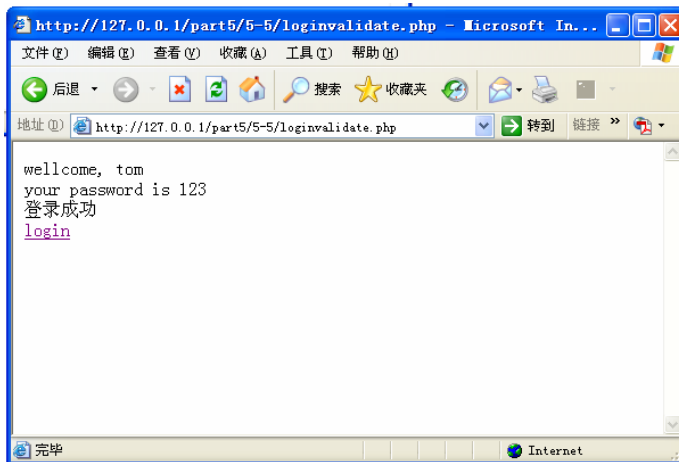 http://127.0.0.1/part5/5-5/loginvalidate.php - Microsoft In...
文件(F) 编辑(E) 查看(V) 收藏(A) 工具(T) 帮助(H)
后退 搜索 收藏夹
地址(D) http://127.0.0.1/part5/5-5/loginvalidate.php 转到 链接 »
wellcome, tom
your password is 123
登录成功
login
完毕 Internet